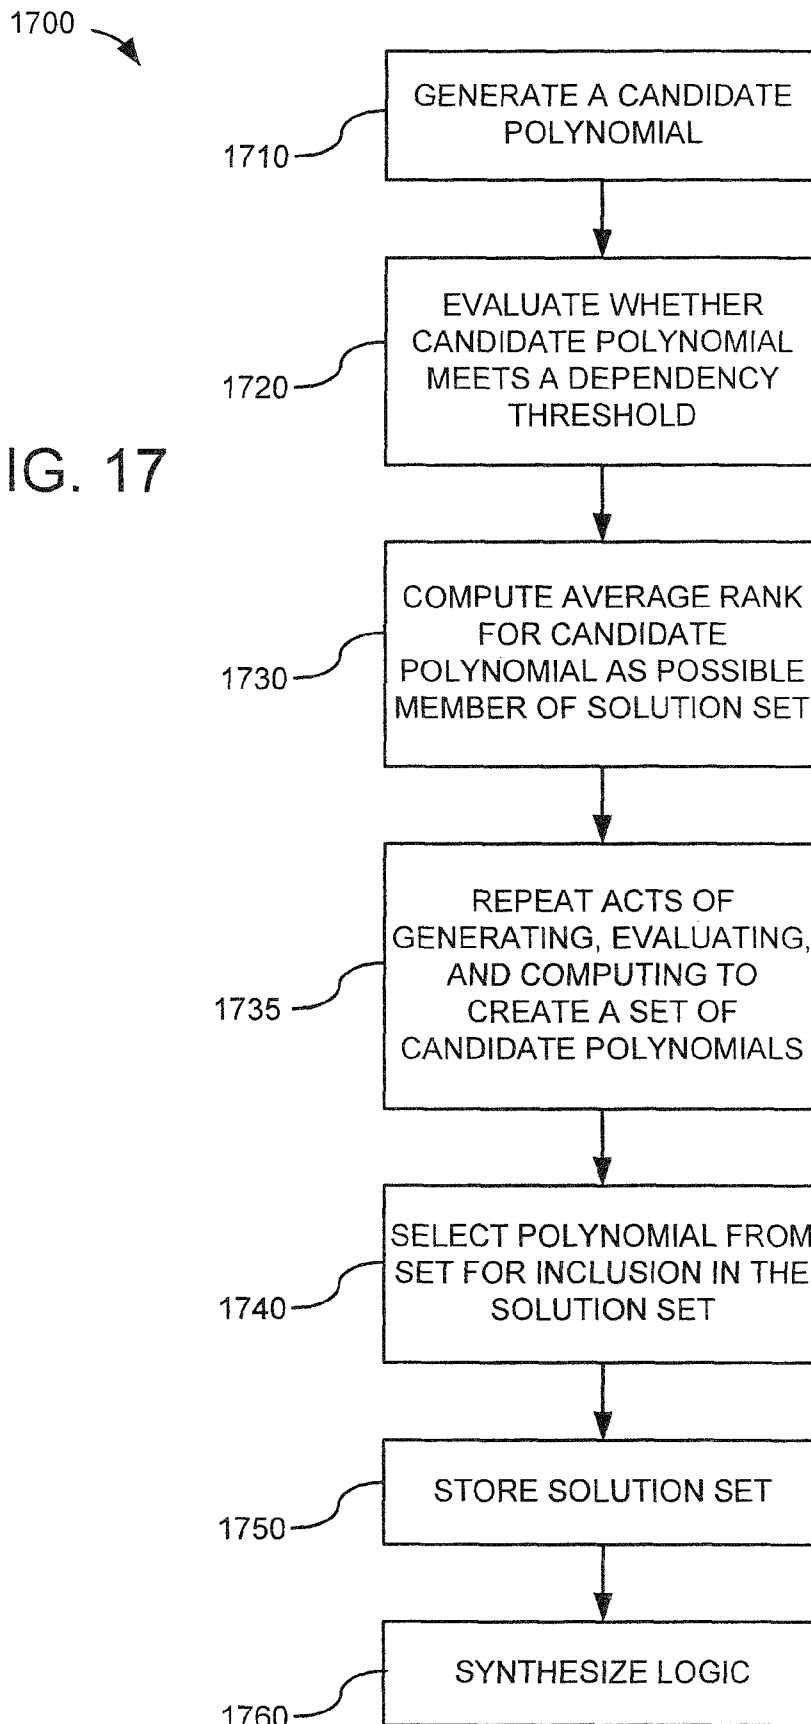 1700
GENERATE A CANDIDATE
POLYNOMIAL
1710
EVALUATE WHETHER
CANDIDATE POLYNOMIAL
MEETS A DEPENDENCY
THRESHOLD
1720
IG. 17
COMPUTE AVERAGE RANK
FOR CANDIDATE
POLYNOMIAL AS POSSIBLE
MEMBER OF SOLUTION SET
1730
REPEAT ACTS OF
GENERATING, EVALUATING,
AND COMPUTING TO
CREATE A SET OF
CANDIDATE POLYNOMIALS
1735
SELECT POLYNOMIAL FROM
SET FOR INCLUSION IN THE
SOLUTION SET
1740
STORE SOLUTION SET
1750
SYNTHESIZE LOGIC
1760